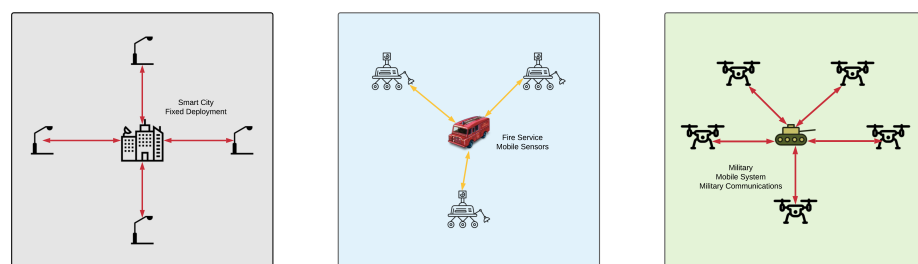 Smart City
Fixed Deployment
Fire Service
Mobile Sensors
Military
Mobile System
Military Communications